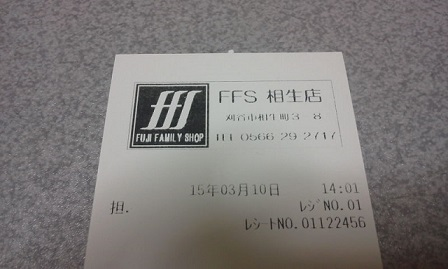 ffs
FUJI FAMILY SHOP
FFS 相生店
刈谷市相生町3-8
TEL 0566-29-2717
15年03月10日 14:01
担. レジNO.01
レシートNO.01122456